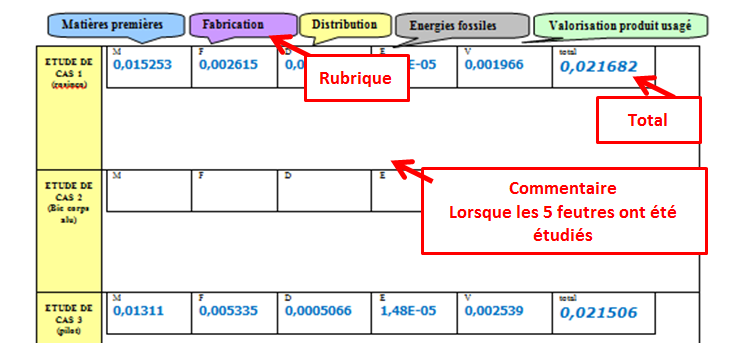 Matières premières Fabrication Distribution Energies fossiles Valorisation produit usagé
ETUDE DE CAS 1
M F D E V total
0,015253 0,002615 0,0 E-05 0,001966 0,021682
Rubrique
Total
Commentaire
Lorsque les 5 feutres ont été
étudiés
ETUDE DE
CAS 2
(Bic corps
alu)
M F D E
ETUDE DE
CAS 3
(pilot)
M F D E V total
0,01311 0,005335 0,0005066 1,48E-05 0,002539 0,021506